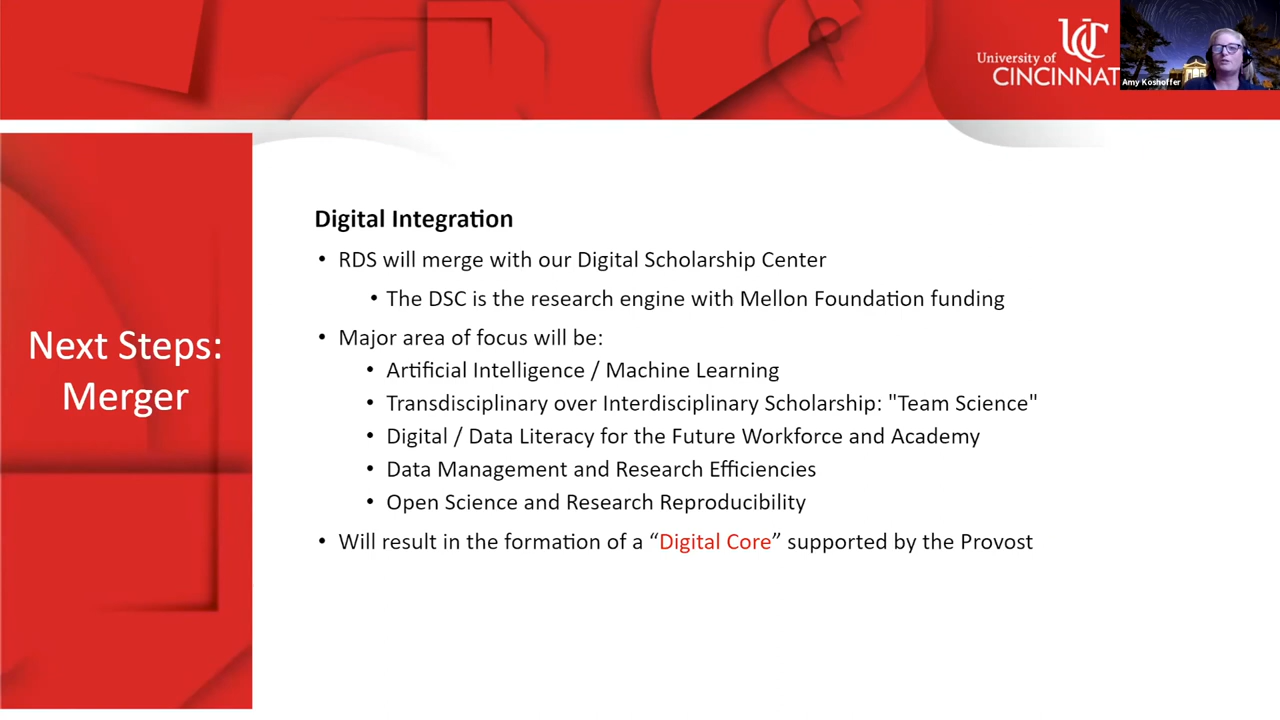 University of
CINCINNAT
Amy Koshoffer
Next Steps:
Merger
Digital Integration
• RDS will merge with our Digital Scholarship Center
• The DSC is the research engine with Mellon Foundation funding
• Major area of focus will be:
• Artificial Intelligence / Machine Learning
• Transdisciplinary over Interdisciplinary Scholarship: "Team Science"
• Digital / Data Literacy for the Future Workforce and Academy
• Data Management and Research Efficiencies
• Open Science and Research Reproducibility
• Will result in the formation of a “Digital Core” supported by the Provost